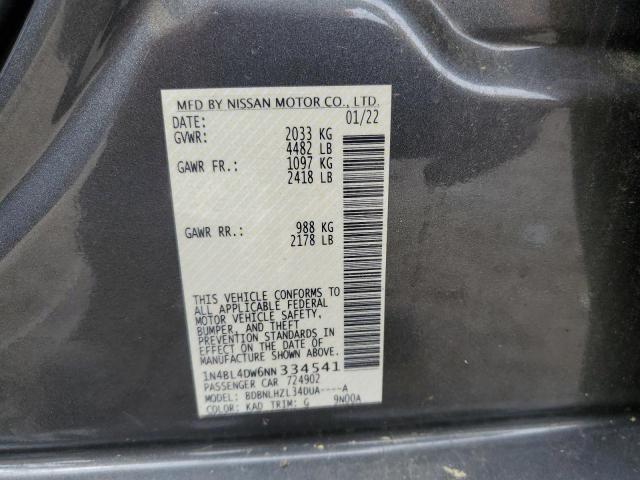 MFD BY NISSAN MOTOR CO., LTD.
DATE: 01/22
GVWR: 2033 KG
4482 LB
GAWR FR.: 1097 KG
2418 LB
GAWR RR.: 988 KG
2178 LB
THIS VEHICLE CONFORMS TO
ALL APPLICABLE FEDERAL
MOTOR VEHICLE SAFETY,
BUMPER, AND THEFT
PREVENTION STANDARDS IN
EFFECT ON THE DATE OF
MANUFACTURE SHOWN ABOVE.
1N4BL4DW6NN 334541
PASSENGER CAR 724902
MODEL: BDBNLHZL34DUA----A
COLOR: KAD TRIM: G 9N00A